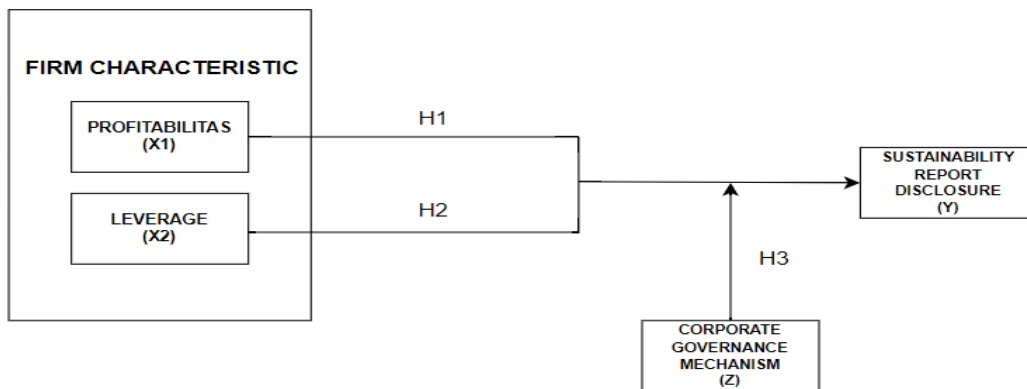 FIRM CHARACTERISTIC
PROFITABILITAS
(X1)
H1
LEVERAGE
(X2)
H2
SUSTAINABILITY
REPORT
DISCLOSURE
(Y)
H3
CORPORATE
GOVERNANCE
MECHANISM
(Z)